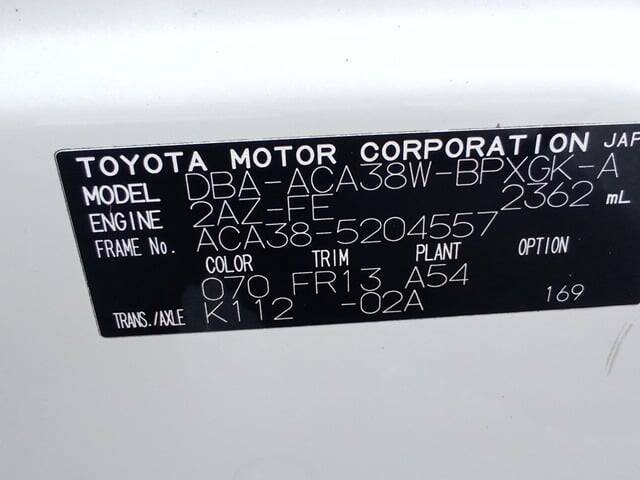 TOYOTA MOTOR CORPORATION JAP
MODEL DBA-ACA38W-BPXGK-A
ENGINE 2AZ-FE 2362 mL
FRAME No. ACA38-5204557
COLOR TRIM PLANT OPTION
070 FR13 A54
TRANS./AXLE K112 -02A 169